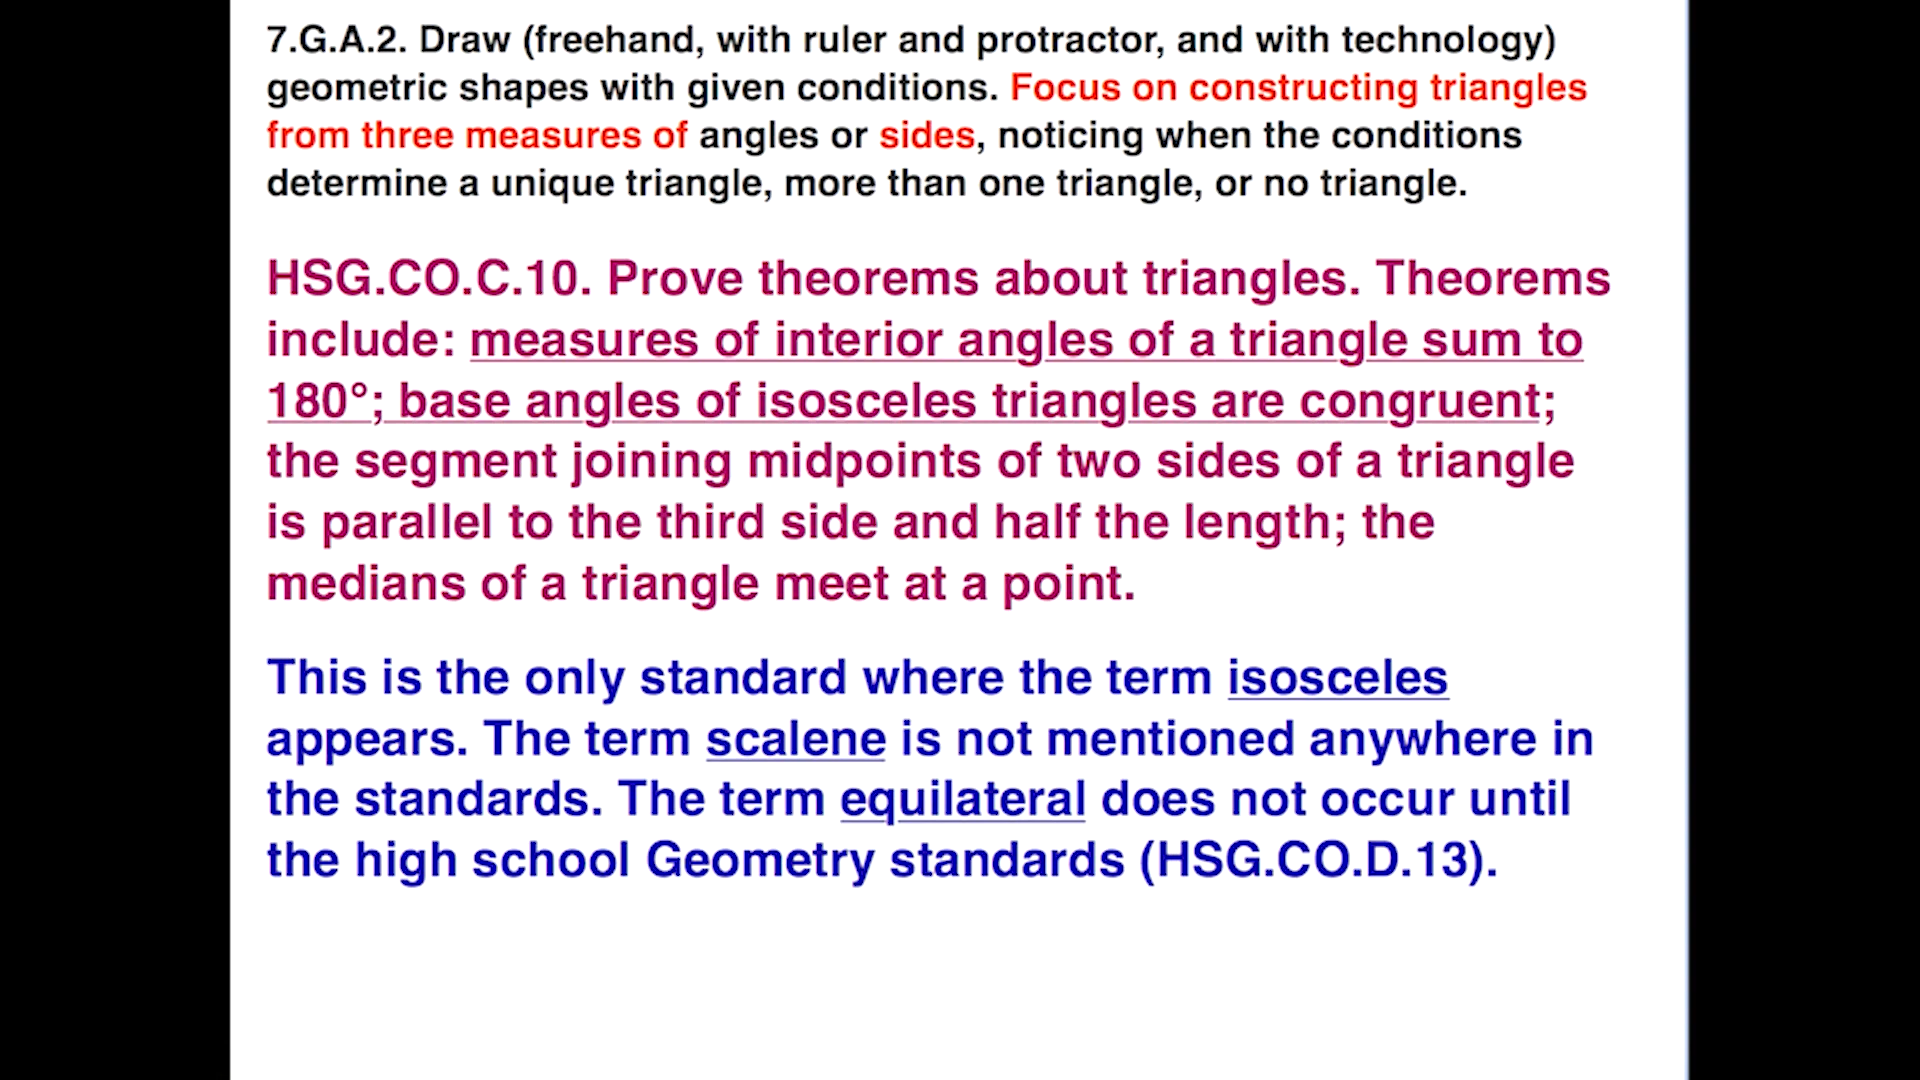 7.G.A.2. Draw (freehand, with ruler and protractor, and with technology)
geometric shapes with given conditions. Focus on constructing triangles
from three measures of angles or sides, noticing when the conditions
determine a unique triangle, more than one triangle, or no triangle.
HSG.CO.C.10. Prove theorems about triangles. Theorems
include: measures of interior angles of a triangle sum to
180°; base angles of isosceles triangles are congruent;
the segment joining midpoints of two sides of a triangle
is parallel to the third side and half the length; the
medians of a triangle meet at a point.
This is the only standard where the term isosceles
appears. The term scalene is not mentioned anywhere in
the standards. The term equilateral does not occur until
the high school Geometry standards (HSG.CO.D.13).